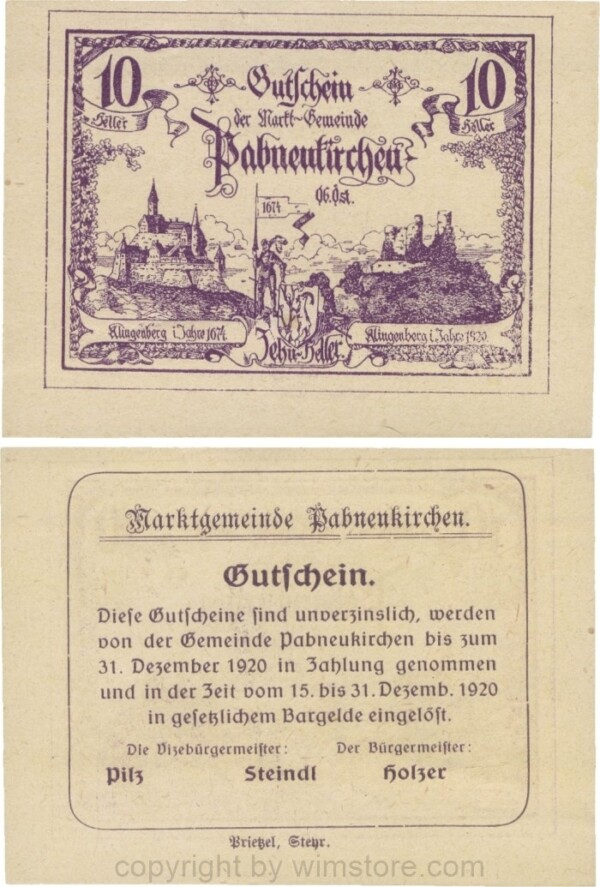 10
Heller
Gutschein
der Markt-Gemeinde
Pabneukirchen
Ob.Öst.
10
Heller
1674
Klingenberg i. Jahre 1674
Zehn-Heller.
Klingenberg i. Jahre 1920.
Marktgemeinde Pabneukirchen.
Gutschein.
Diese Gutscheine sind unverzinslich, werden
von der Gemeinde Pabneukirchen bis zum
31. Dezember 1920 in Zahlung genommen
und in der Zeit vom 15. bis 31. Dezemb. 1920
in gesetzlichem Bargelde eingelöst.
Die Vizebürgermeister: Der Bürgermeister:
Pilz Steindl Holzer
Prietzel, Steyr.
copyright by wimstore.com